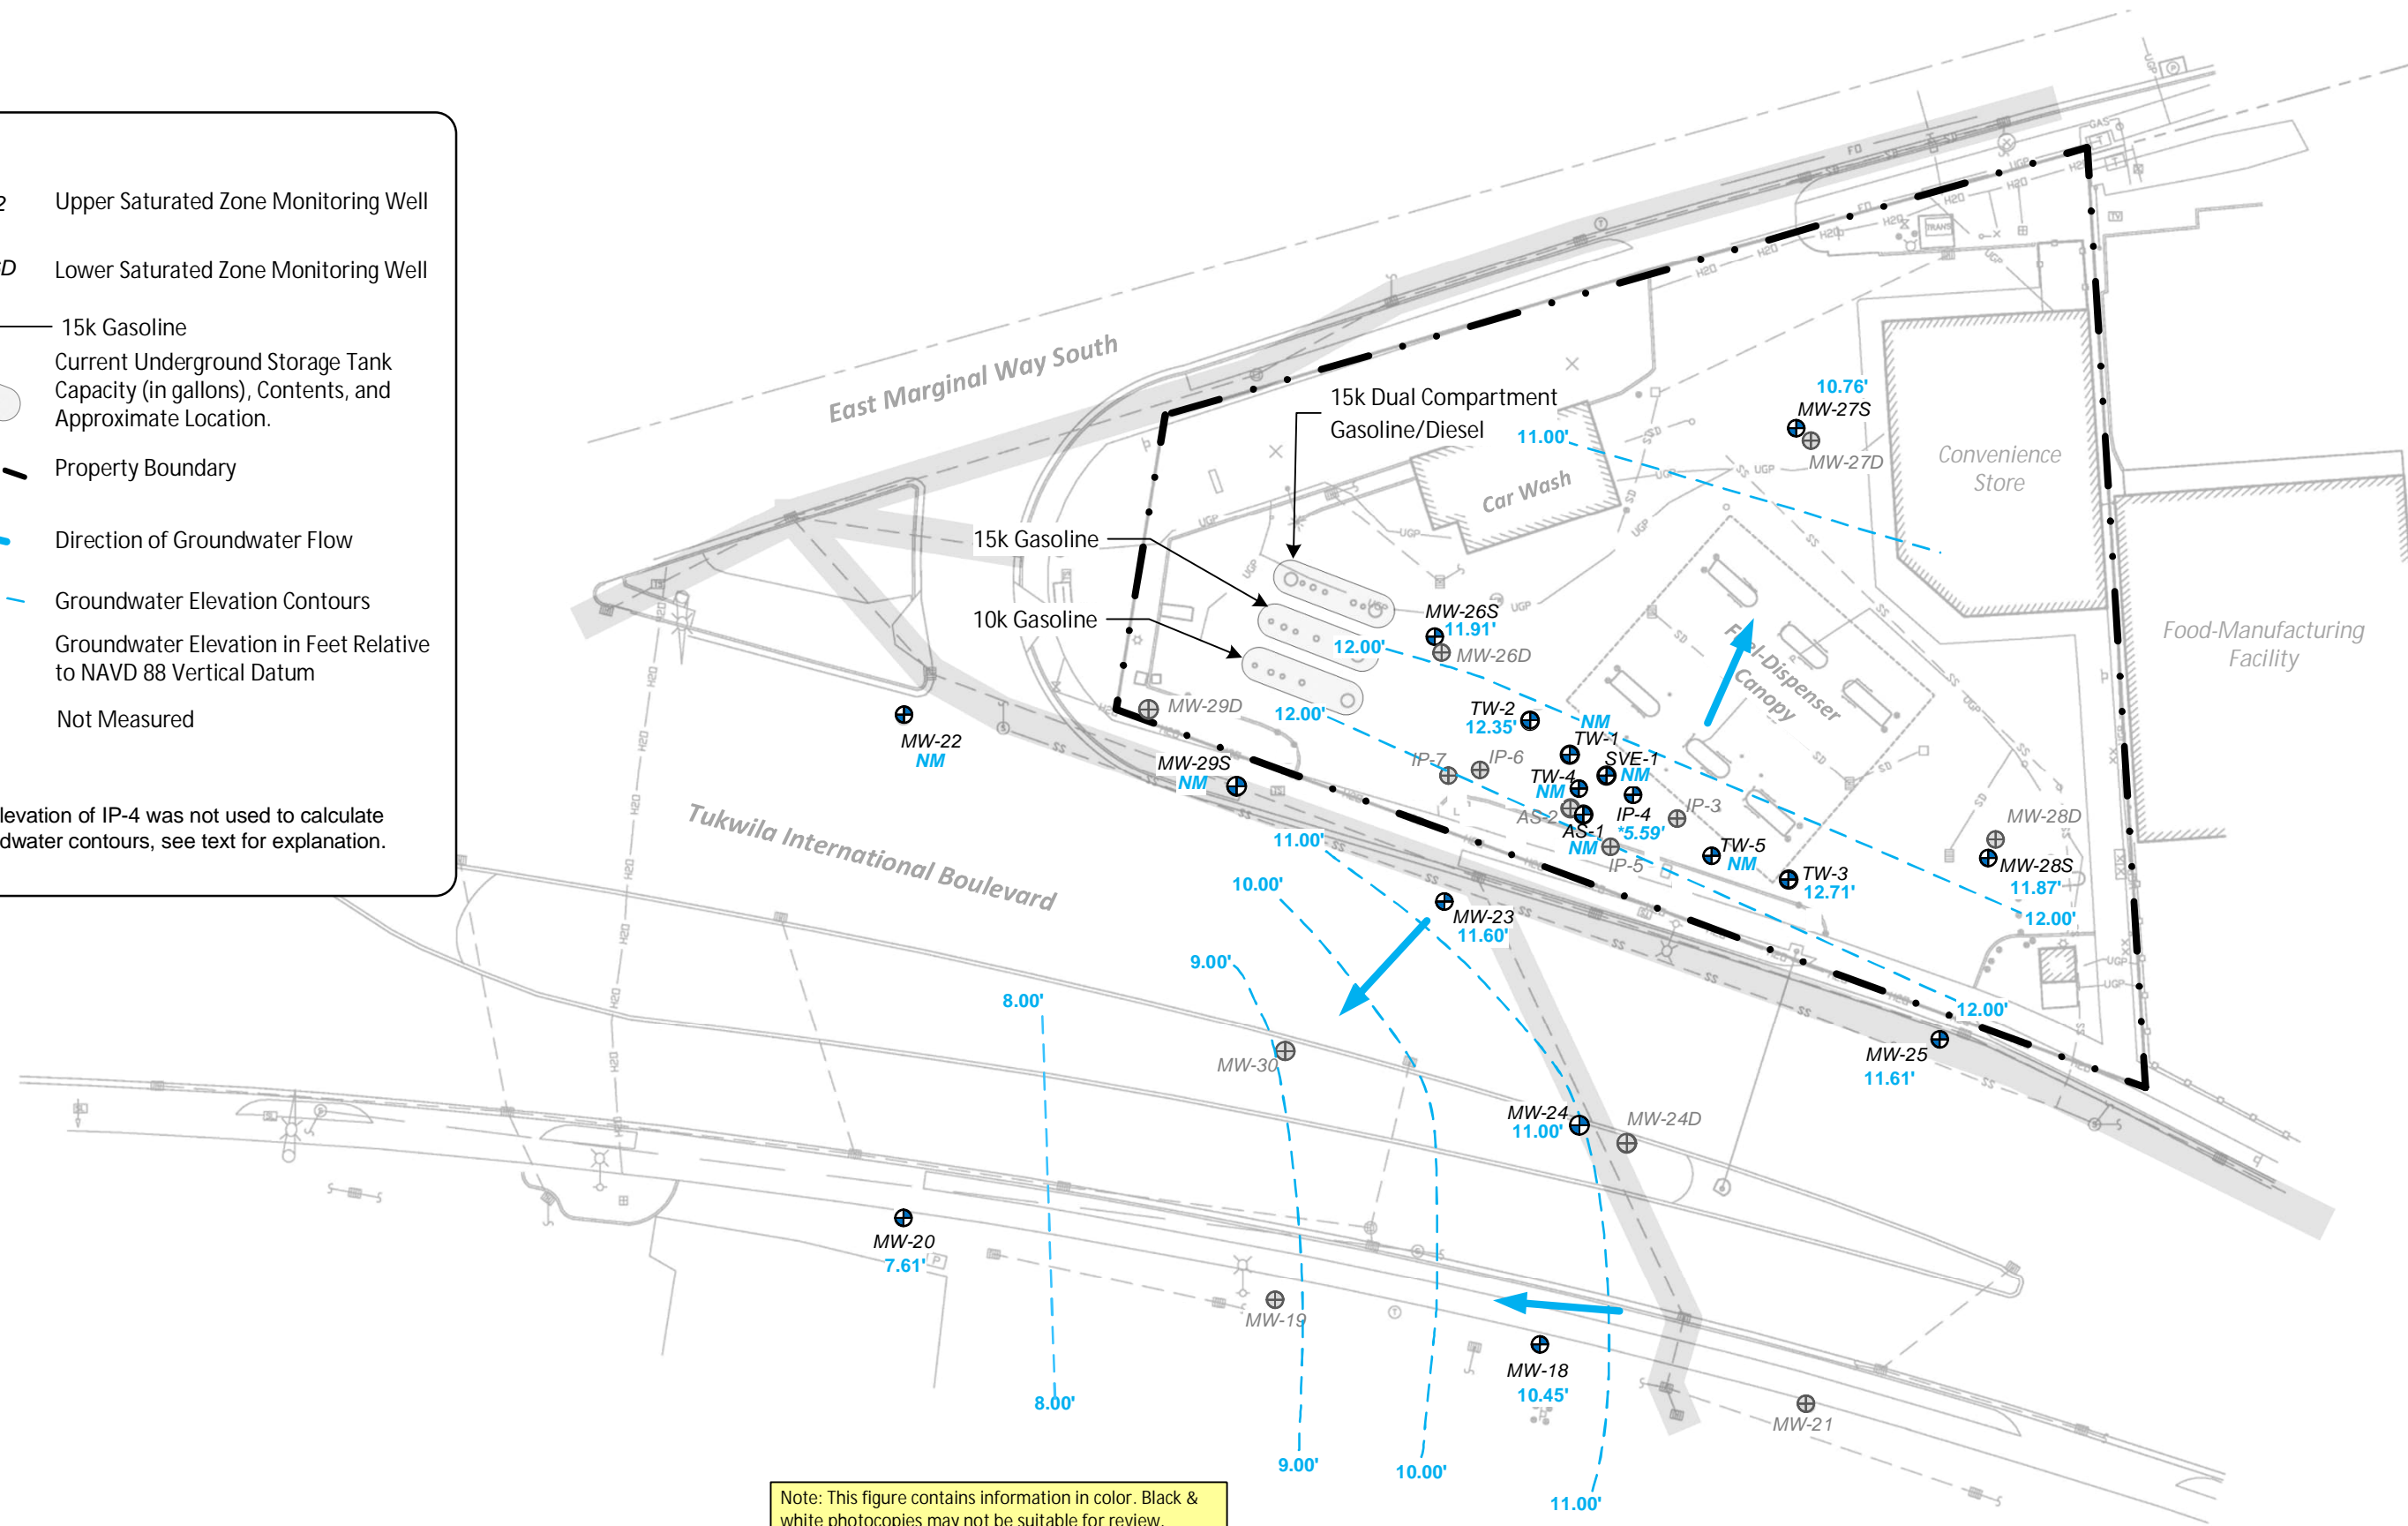 2
Upper Saturated Zone Monitoring Well
D
Lower Saturated Zone Monitoring Well
15k Gasoline
Current Underground Storage Tank
Capacity (in gallons), Contents, and
Approximate Location.
Property Boundary
Direction of Groundwater Flow
Groundwater Elevation Contours
Groundwater Elevation in Feet Relative
to NAVD 88 Vertical Datum
Not Measured
levation of IP-4 was not used to calculate
dwater contours, see text for explanation.
East Marginal Way South
Tukwila International Boulevard
15k Dual Compartment
Gasoline/Diesel
15k Gasoline
10k Gasoline
Car Wash
Convenience
Store
Food-Manufacturing
Facility
Fuel-Dispenser
Canopy
TRANS
GAS
11.00'
10.76'
MW-27S
MW-27D
MW-26S
11.91'
MW-26D
12.00'
12.00'
MW-29D
MW-29S
NM
MW-22
NM
TW-2
12.35'
NM
TW-1
SVE-1
NM
TW-4
NM
IP-7
IP-6
AS-2
AS-1
NM
IP-4
*5.59'
IP-3
IP-5
TW-5
NM
TW-3
12.71'
MW-28D
MW-28S
11.87'
12.00'
12.00'
MW-25
11.61'
11.00'
10.00'
9.00'
8.00'
MW-23
11.60'
MW-30
MW-24
11.00'
MW-24D
MW-20
7.61'
MW-19
MW-18
10.45'
MW-21
8.00'
9.00'
10.00'
11.00'
Note: This figure contains information in color. Black &
white photocopies may not be suitable for review.